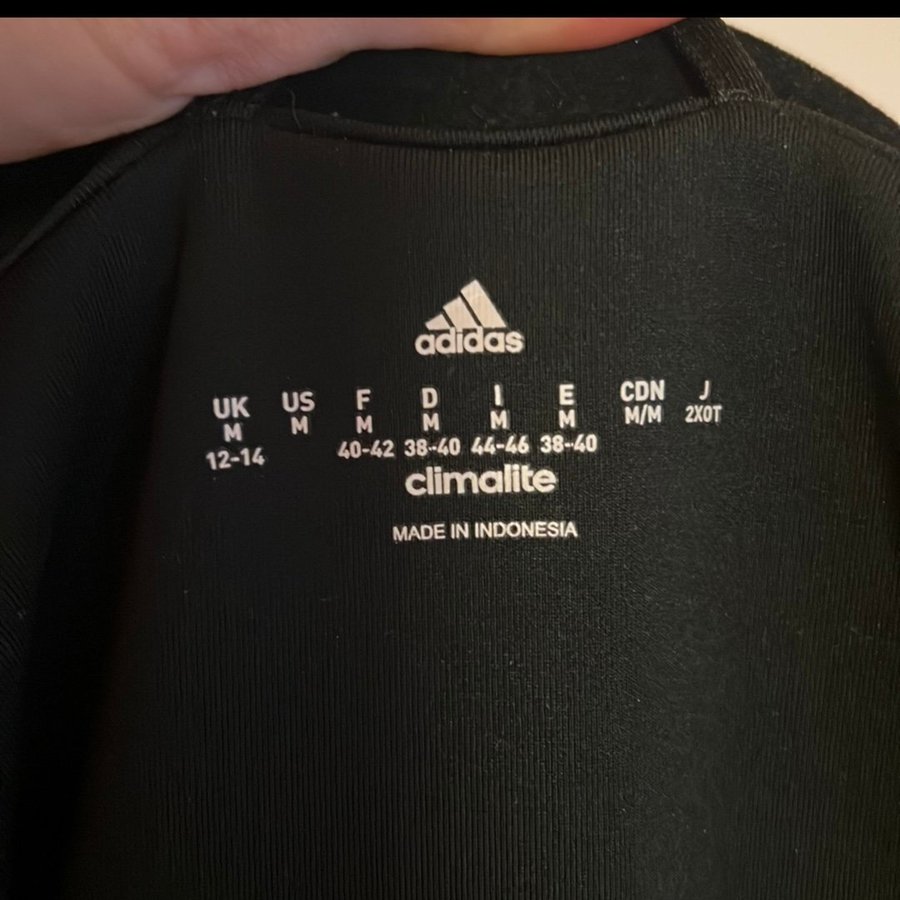 adidas
UK US F D I E CDN J
M M M M M M M/M 2XOT
12-14 40-42 38-40 44-46 38-40
climalite
MADE IN INDONESIA